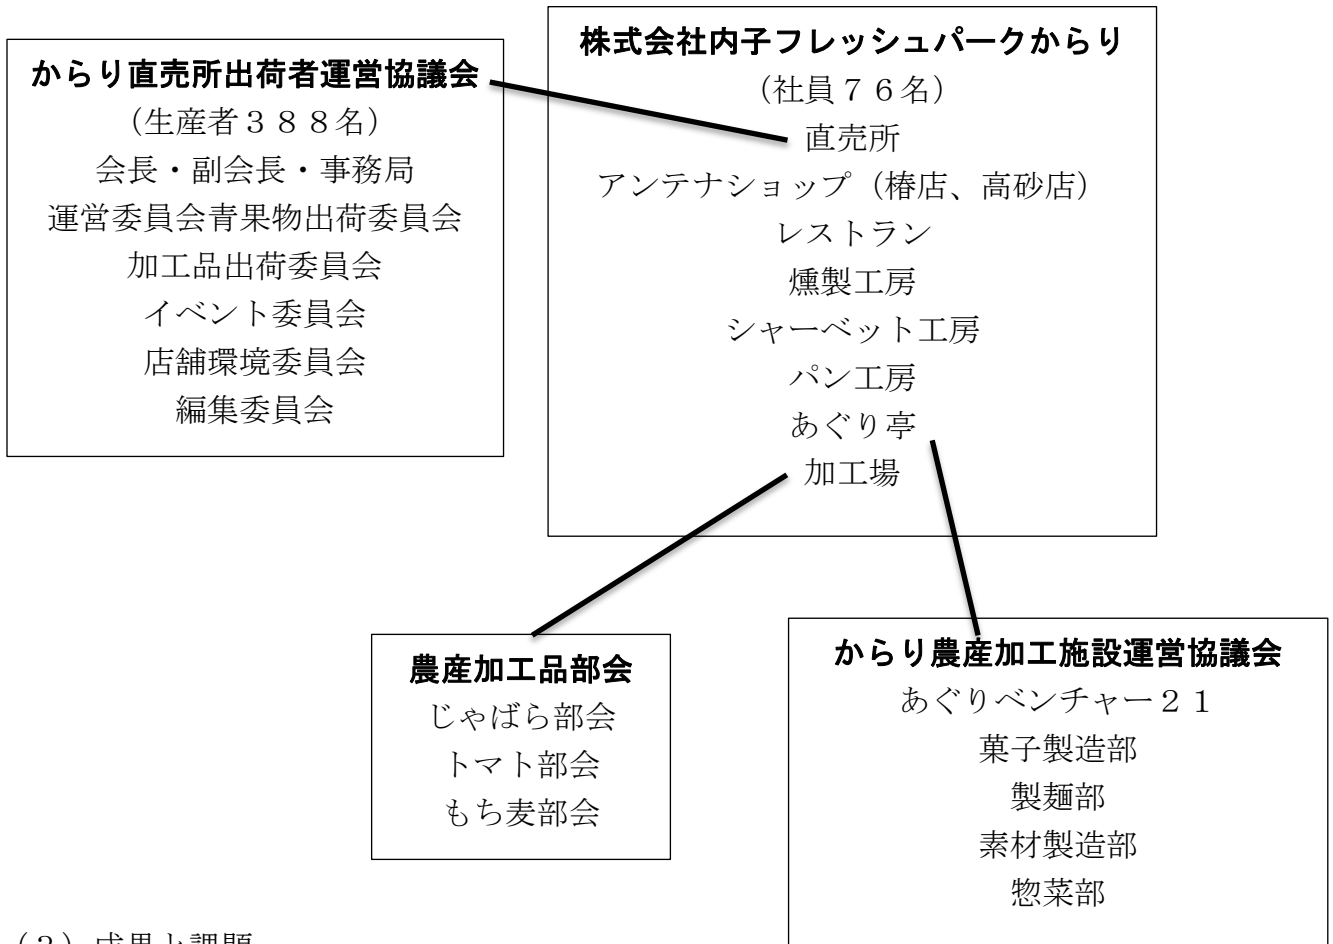 株式会社内子フレッシュパークからり
（社員７６名）
直売所
アンテナショップ（椿店、高砂店）
レストラン
燻製工房
シャーベット工房
パン工房
あぐり亭
加工場
からり直売所出荷者運営協議会
（生産者３８８名）
会長・副会長・事務局
運営委員会青果物出荷委員会
加工品出荷委員会
イベント委員会
店舗環境委員会
編集委員会
農産加工品部会
じゃばら部会
トマト部会
もち麦部会
からり農産加工施設運営協議会
あぐりベンチャー２１
菓子製造部
製麺部
素材製造部
惣菜部